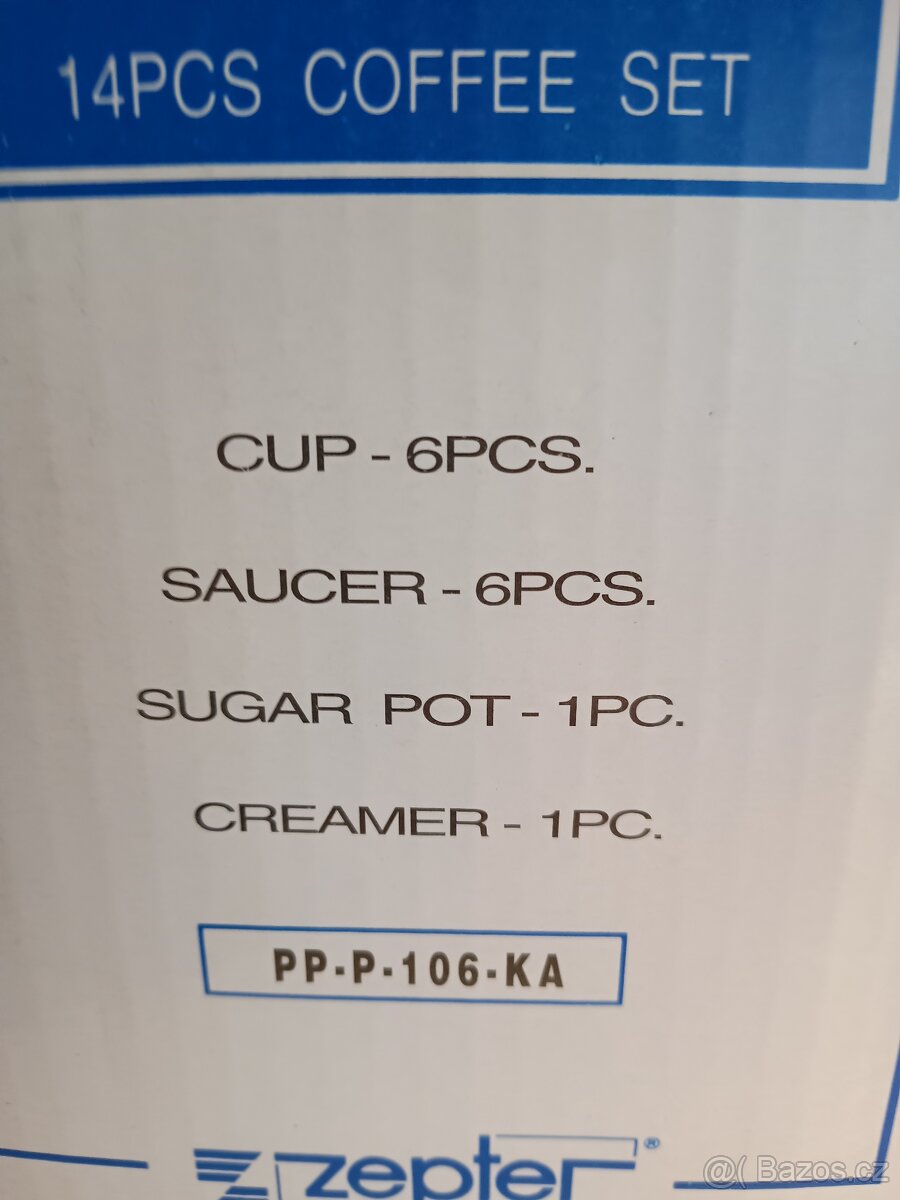 14PCS COFFEE SET
CUP - 6PCS.
SAUCER - 6PCS.
SUGAR POT - 1PC.
CREAMER - 1PC.
PP-P-106-KA
zepter®
@( Bazos.cz